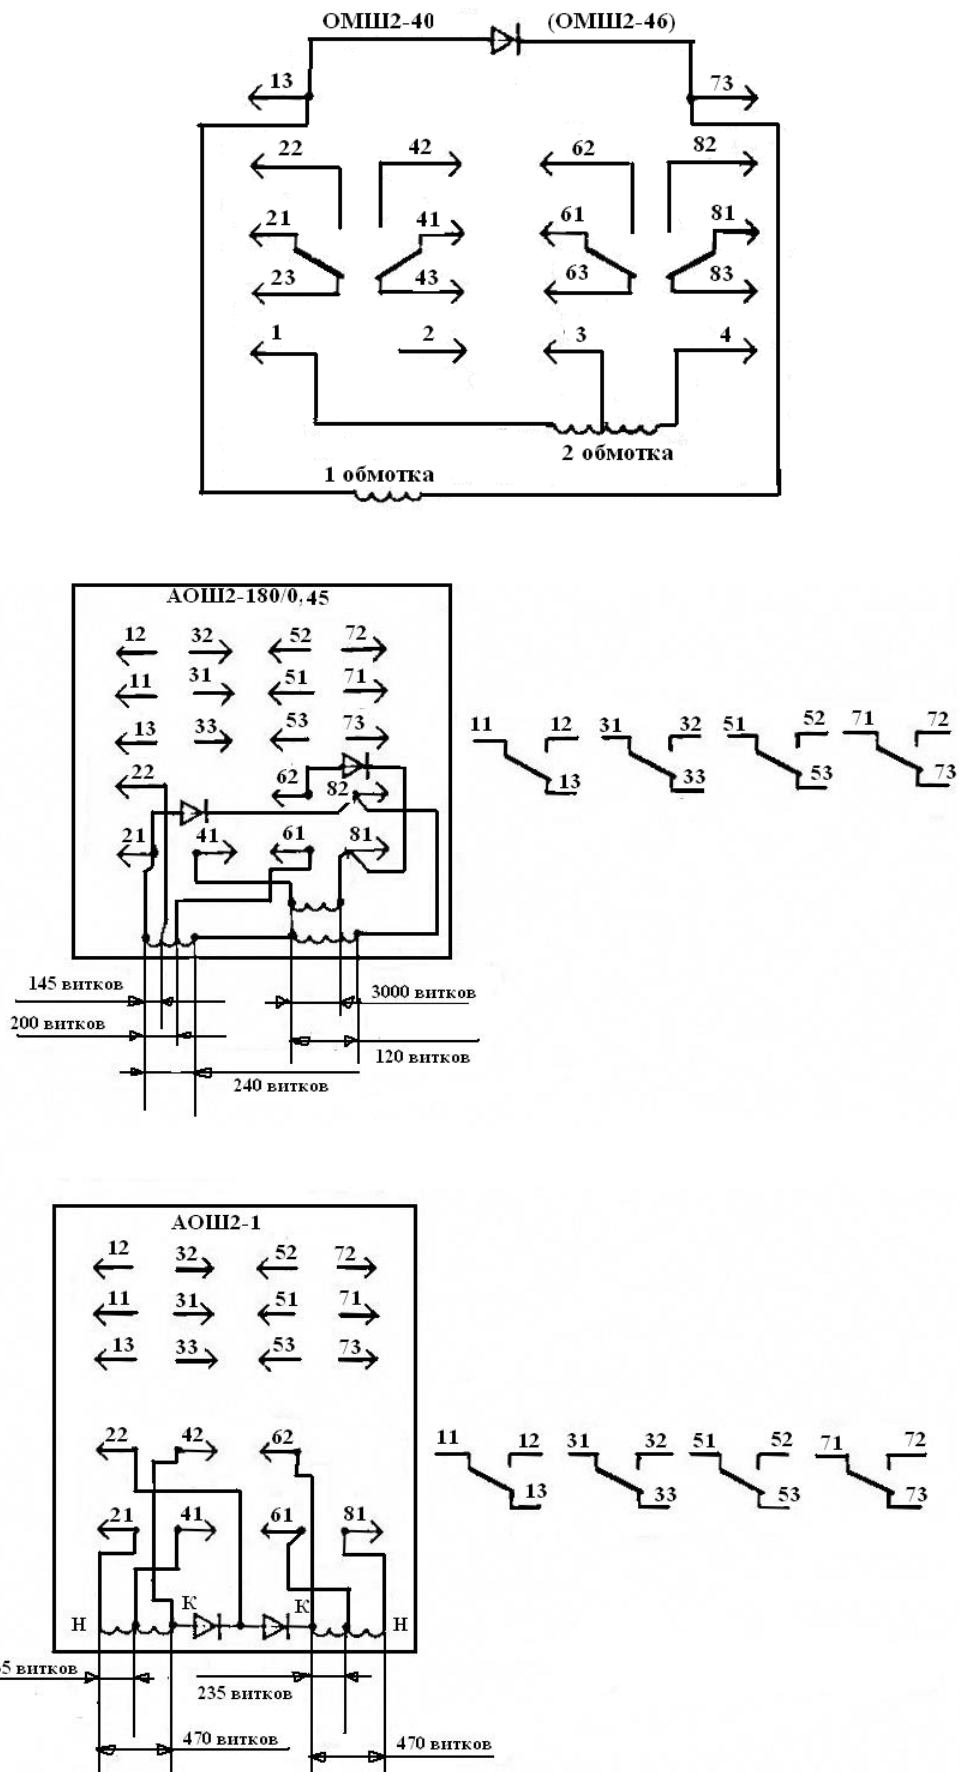 ОМШ2-40 (ОМШ2-46)
13 73
22 42 62 82
21 41 61 81
23 43 63 83
1 2 3 4
2 обмотка
1 обмотка
АОШ2-180/0,45
12 32 52 72
11 31 51 71
13 33 53 73
22 62 82
21 41 61 81
11 12 31 32 51 52 71 72
13 33 53 73
145 витков
3000 витков
200 витков
120 витков
240 витков
АОШ2-1
12 32 52 72
11 31 51 71
13 33 53 73
22 42 62
21 41 61 81
Н К К Н
11 12 31 32 51 52 71 72
13 33 53 73
5 витков
235 витков
470 витков
470 витков